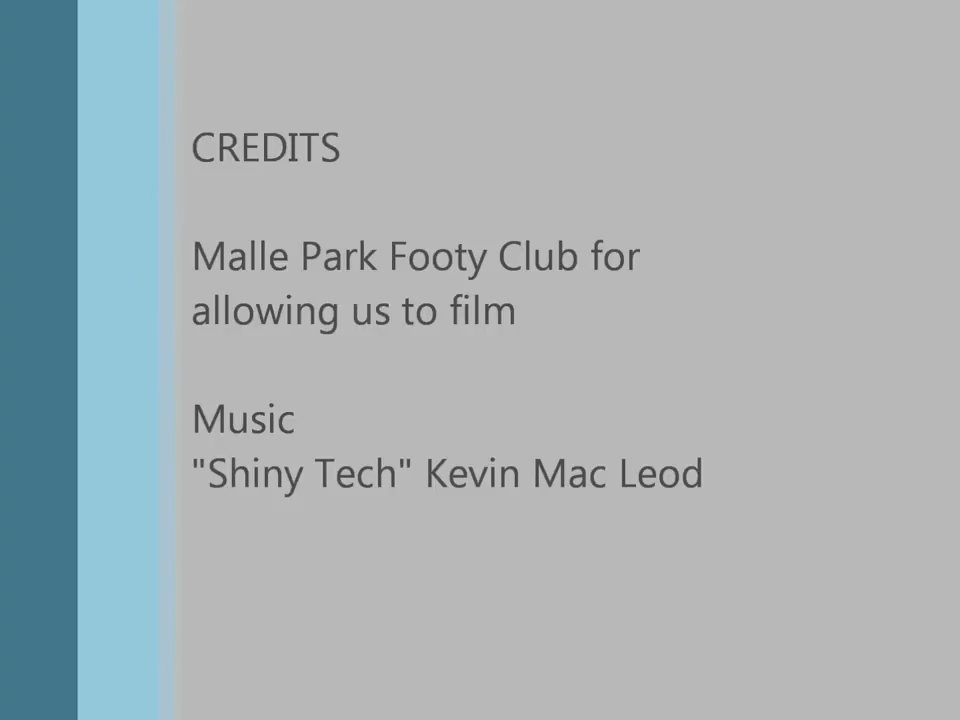 CREDITS
Malle Park Footy Club for
allowing us to film
Music
"Shiny Tech" Kevin Mac Leod